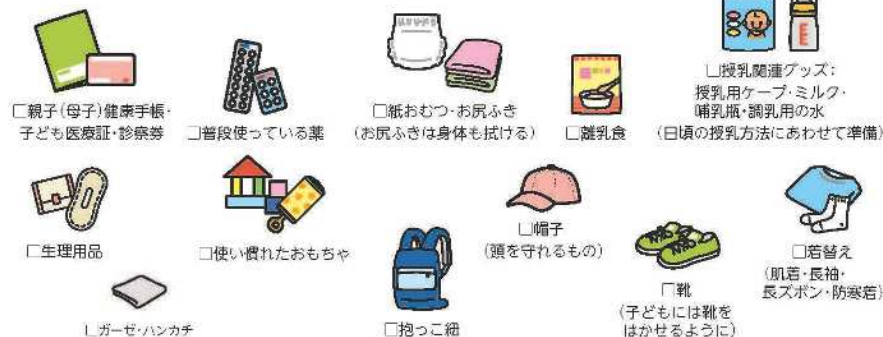 □親子(母子)健康手帳・
子ども医療証・診察券
□普段使っている薬
□紙おむつ・お尻ふき
(お尻ふきは身体も拭ける)
□離乳食
□授乳関連グッズ:
授乳用ケープ・ミルク・
哺乳瓶・調乳用の水
(日頃の授乳方法にあわせて準備)
□生理用品
□使い慣れたおもちゃ
□帽子
(頭を守れるもの)
□着替え
(肌着・長袖・
長ズボン・防寒着)
□ガーゼ・ハンカチ
□抱っこ紐
□靴
(子どもには靴を
はかせるように)